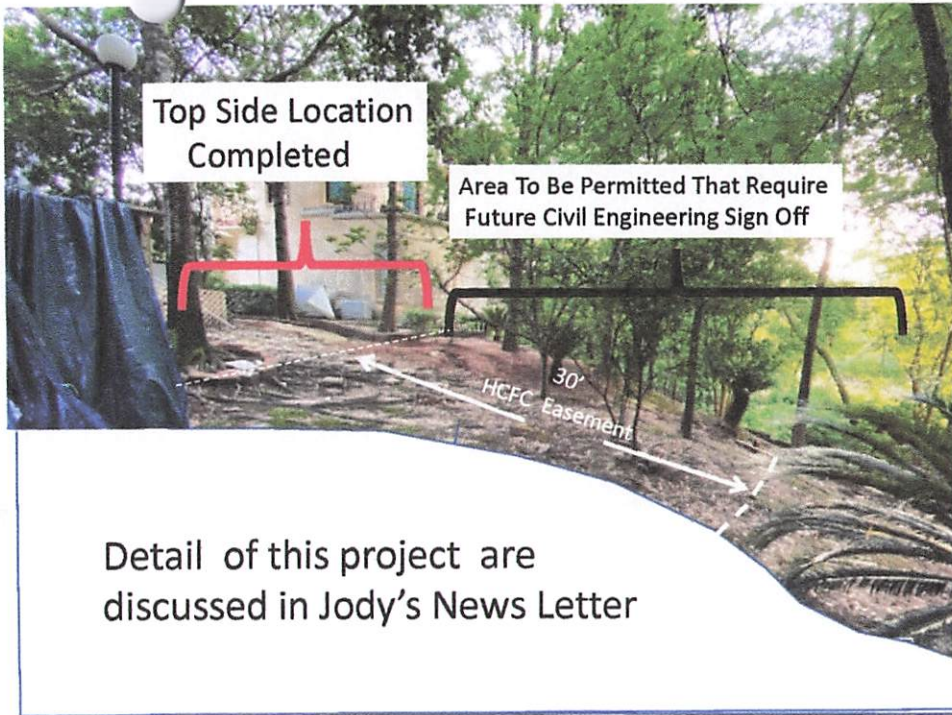 Top Side Location
Completed
Area To Be Permitted That Require
Future Civil Engineering Sign Off
30'
HCFC Easement
Detail of this project are
discussed in Jody's News Letter